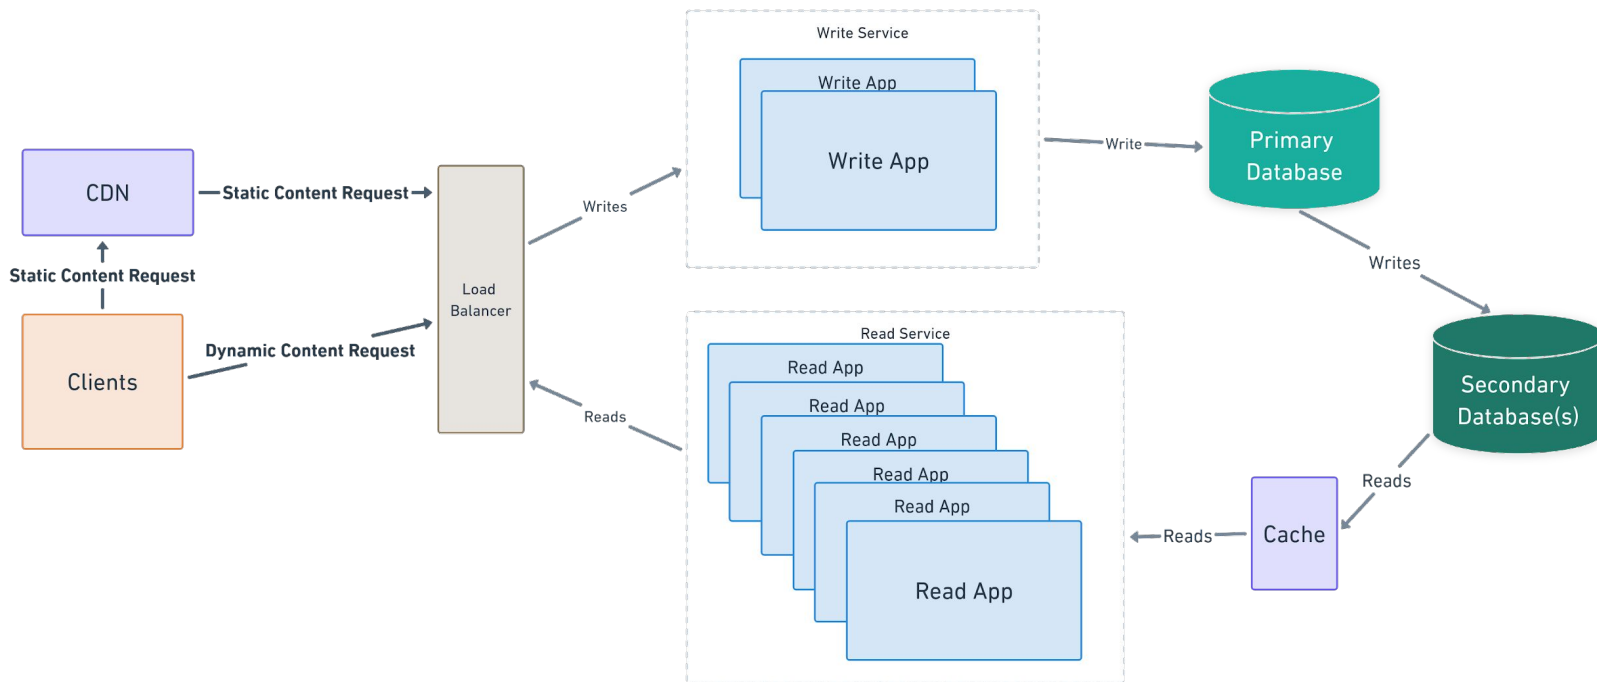 Write Service
Write App
Write App
Write
Primary
Database
CDN
Static Content Request
Writes
Static Content Request
Writes
Load
Balancer
Clients
Dynamic Content Request
Read Service
Read App
Read App
Read App
Read App
Read App
Read App
Reads
Secondary
Database(s)
Reads
Cache
Reads